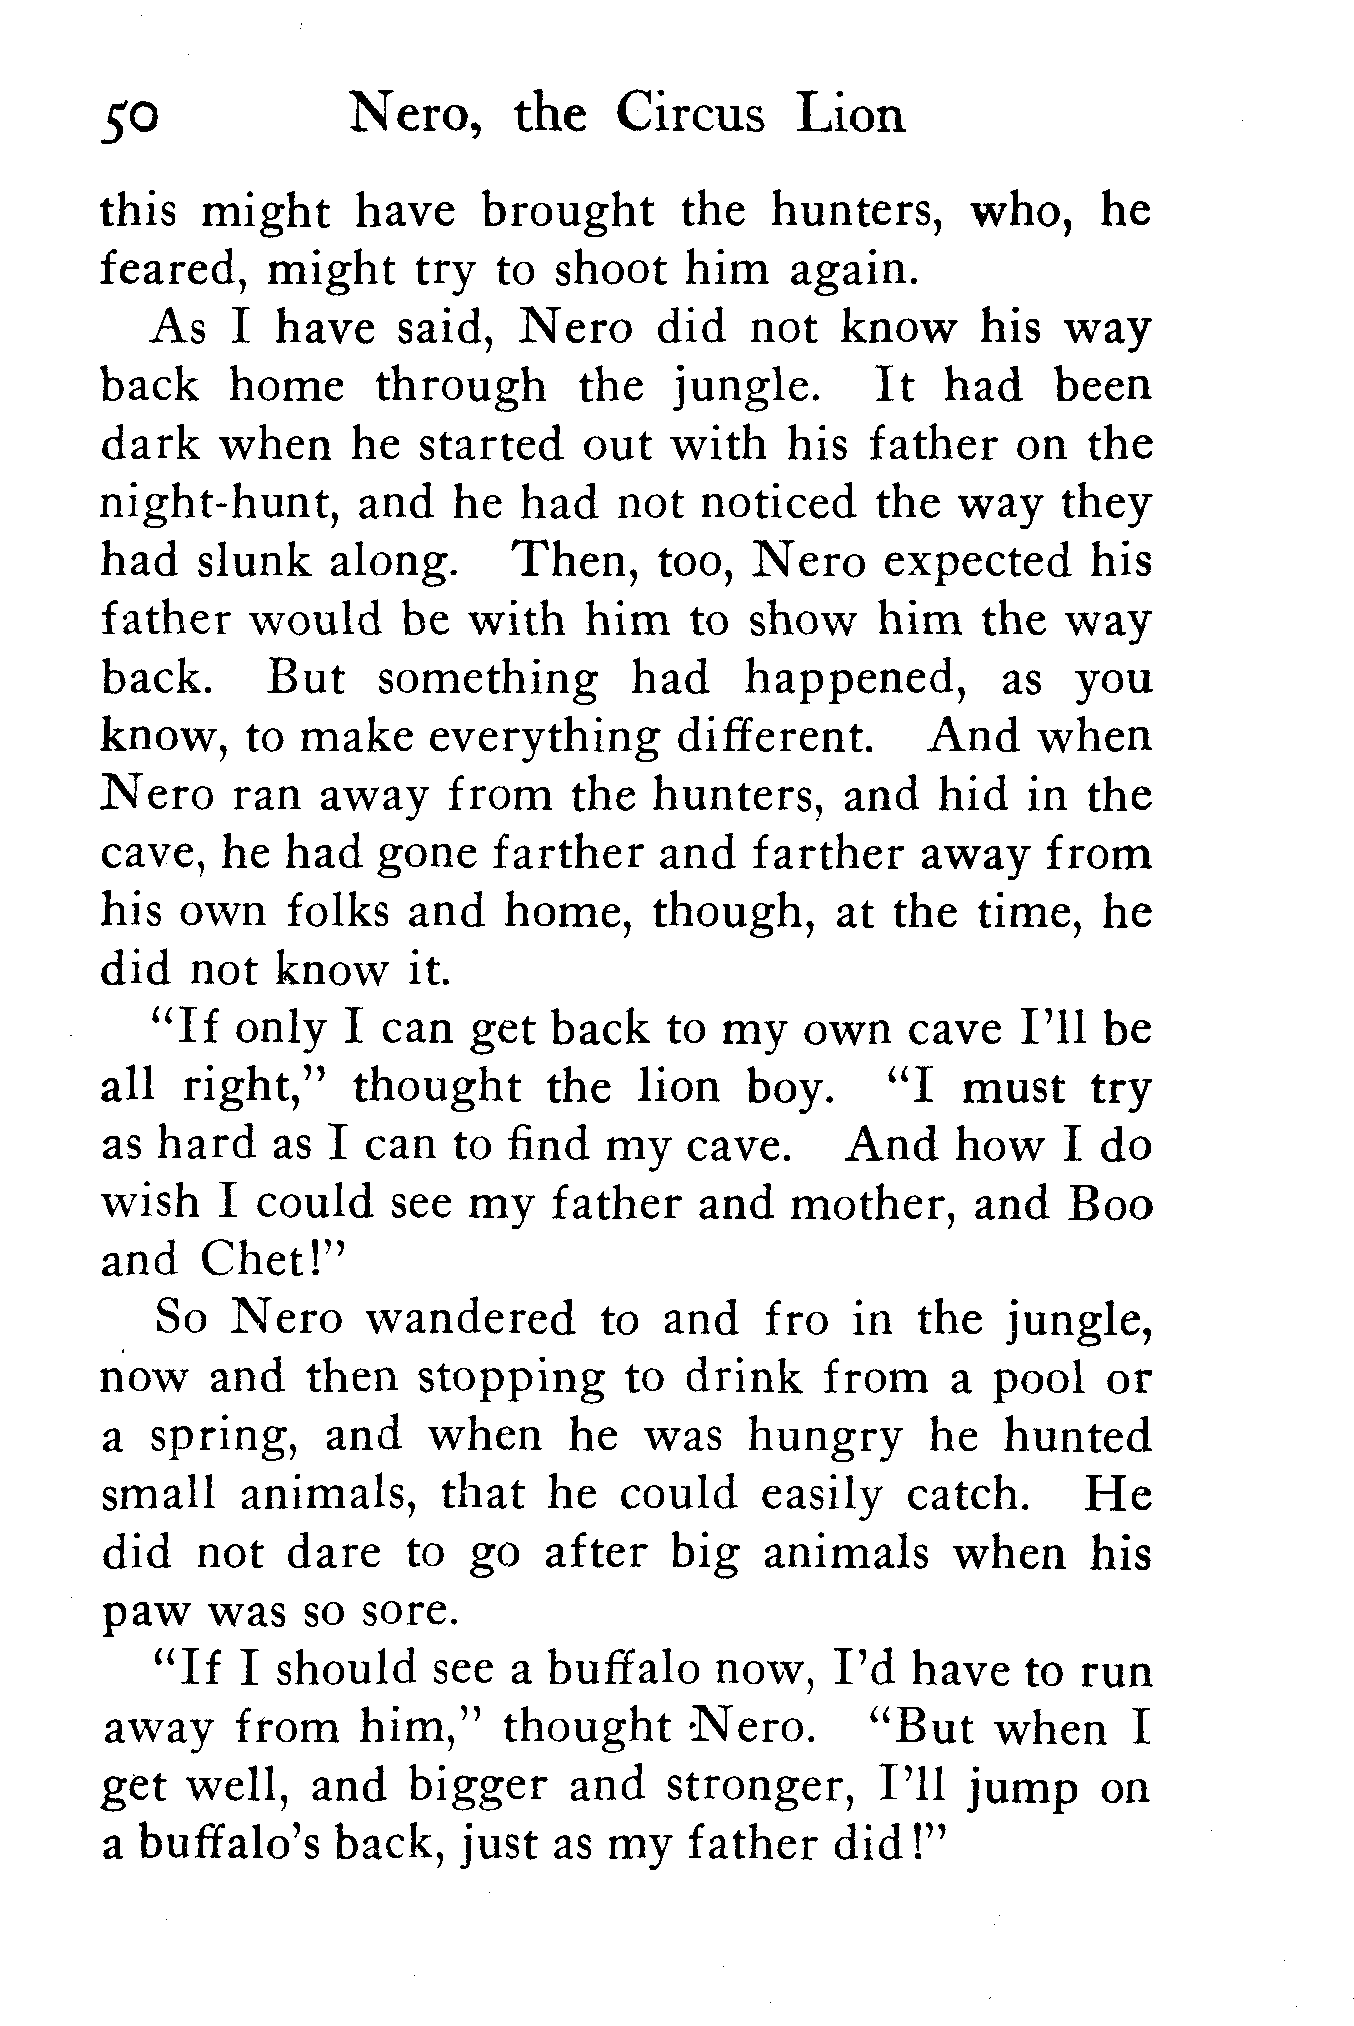 50 Nero, the Circus Lion
this might have brought the hunters, who, he
feared, might try to shoot him again.
As I have said, Nero did not know his way
back home through the jungle. It had been
dark when he started out with his father on the
night-hunt, and he had not noticed the way they
had slunk along. Then, too, Nero expected his
father would be with him to show him the way
back. But something had happened, as you
know, to make everything different. And when
Nero ran away from the hunters, and hid in the
cave, he had gone farther and farther away from
his own folks and home, though, at the time, he
did not know it.
“If only I can get back to my own cave I’ll be
all right,” thought the lion boy. “I must try
as hard as I can to find my cave. And how I do
wish I could see my father and mother, and Boo
and Chet!”
So Nero wandered to and fro in the jungle,
now and then stopping to drink from a pool or
a spring, and when he was hungry he hunted
small animals, that he could easily catch. He
did not dare to go after big animals when his
paw was so sore.
“If I should see a buffalo now, I’d have to run
away from him,” thought Nero. “But when I
get well, and bigger and stronger, I’ll jump on
a buffalo’s back, just as my father did!”